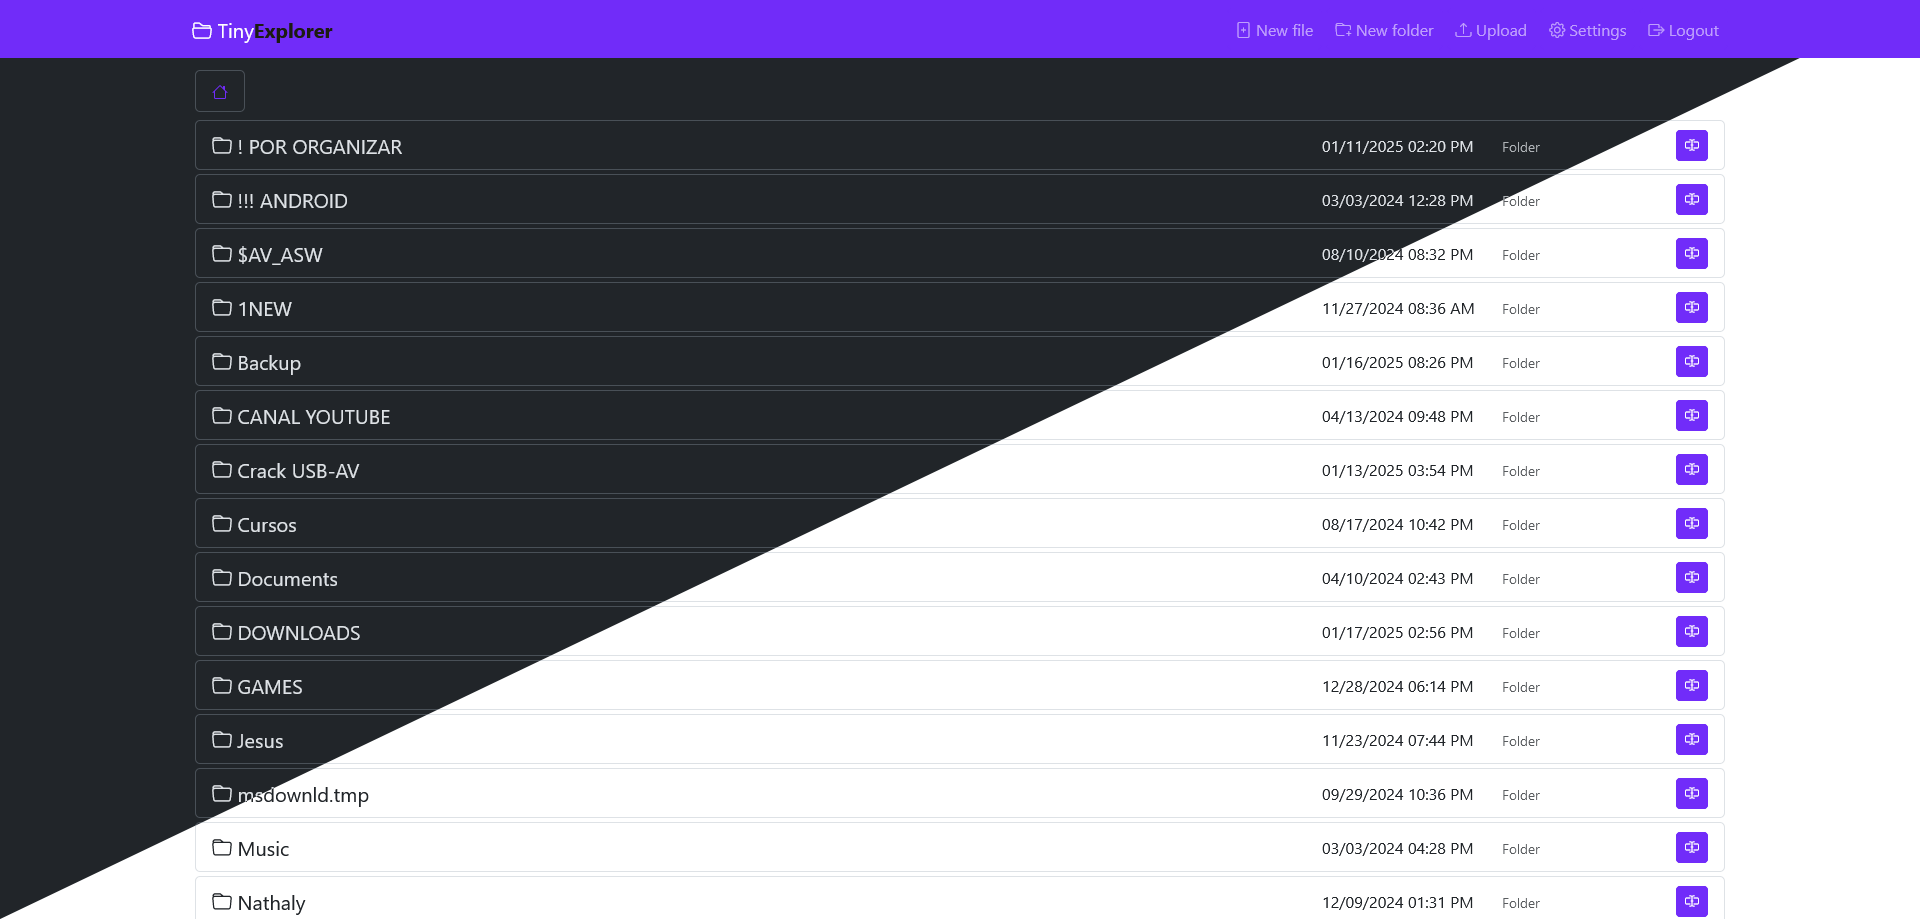 TinyExplorer New file New folder Upload Settings Logout
! POR ORGANIZAR 01/11/2025 02:20 PM Folder
!!! ANDROID 03/03/2024 12:28 PM Folder
$AV_ASW 08/10/2024 08:32 PM Folder
1NEW 11/27/2024 08:36 AM Folder
Backup 01/16/2025 08:26 PM Folder
CANAL YOUTUBE 04/13/2024 09:48 PM Folder
Crack USB-AV 01/13/2025 03:54 PM Folder
Cursos 08/17/2024 10:42 PM Folder
Documents 04/10/2024 02:43 PM Folder
DOWNLOADS 01/17/2025 02:56 PM Folder
GAMES 12/28/2024 06:14 PM Folder
Jesus 11/23/2024 07:44 PM Folder
msdownld.tmp 09/29/2024 10:36 PM Folder
Music 03/03/2024 04:28 PM Folder
Nathaly 12/09/2024 01:31 PM Folder